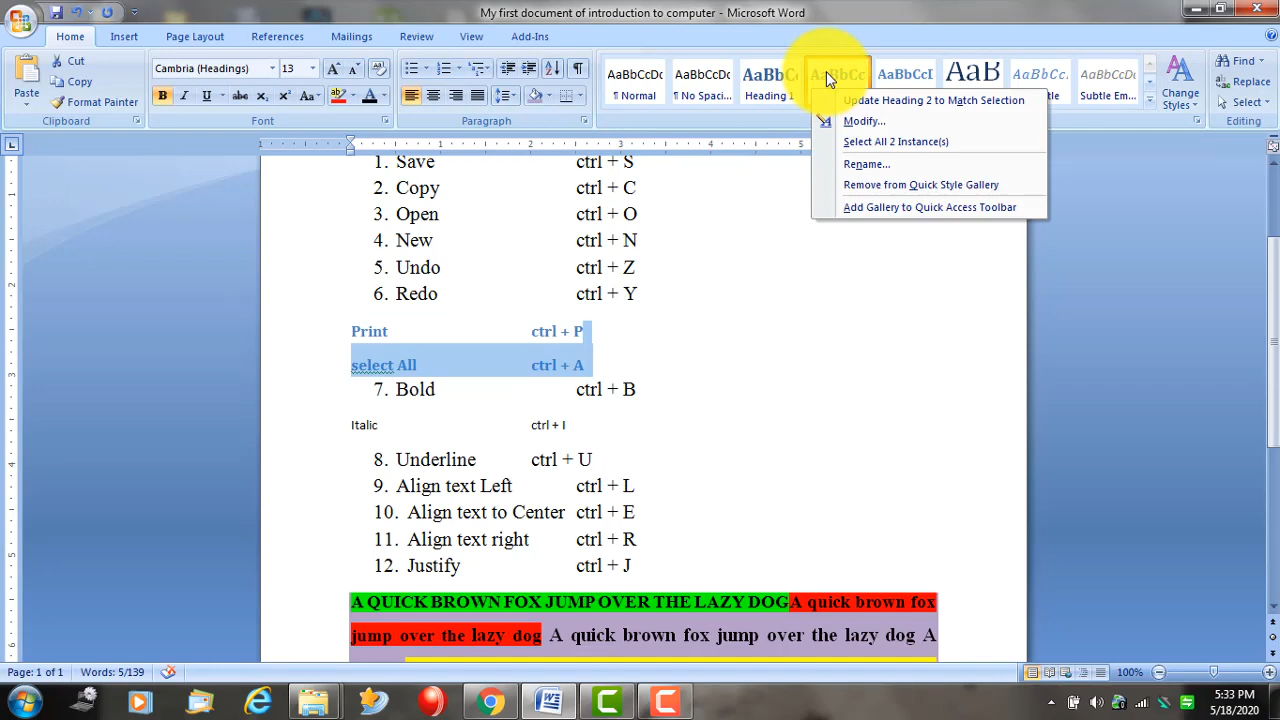 My first document of introduction to computer - Microsoft Word
Home Insert Page Layout References Mailings Review View Add-Ins
Paste
Cut
Copy
Format Painter
Clipboard
Cambria (Headings) 13
B I U
Font
Paragraph
AaBbCcDc AaBbCcDc AaBbC AaBbCc AaBbCcI AaB AaBbCc. AaBbCcDc
¶ Normal ¶ No Spaci... Heading 1 Subtle Em...
Change Styles
Find
Replace
Select
Editing
Update Heading 2 to Match Selection
Modify...
Select All 2 Instance(s)
Rename...
Remove from Quick Style Gallery
Add Gallery to Quick Access Toolbar
1. Save ctrl + S
2. Copy ctrl + C
3. Open ctrl + O
4. New ctrl + N
5. Undo ctrl + Z
6. Redo ctrl + Y
Print ctrl + P
select All ctrl + A
7. Bold ctrl + B
Italic ctrl + I
8. Underline ctrl + U
9. Align text Left ctrl + L
10. Align text to Center ctrl + E
11. Align text right ctrl + R
12. Justify ctrl + J
A QUICK BROWN FOX JUMP OVER THE LAZY DOGA quick brown fox
jump over the lazy dog A quick brown fox jump over the lazy dog A
Page: 1 of 1 Words: 5/139 100%
5:33 PM
5/18/2020